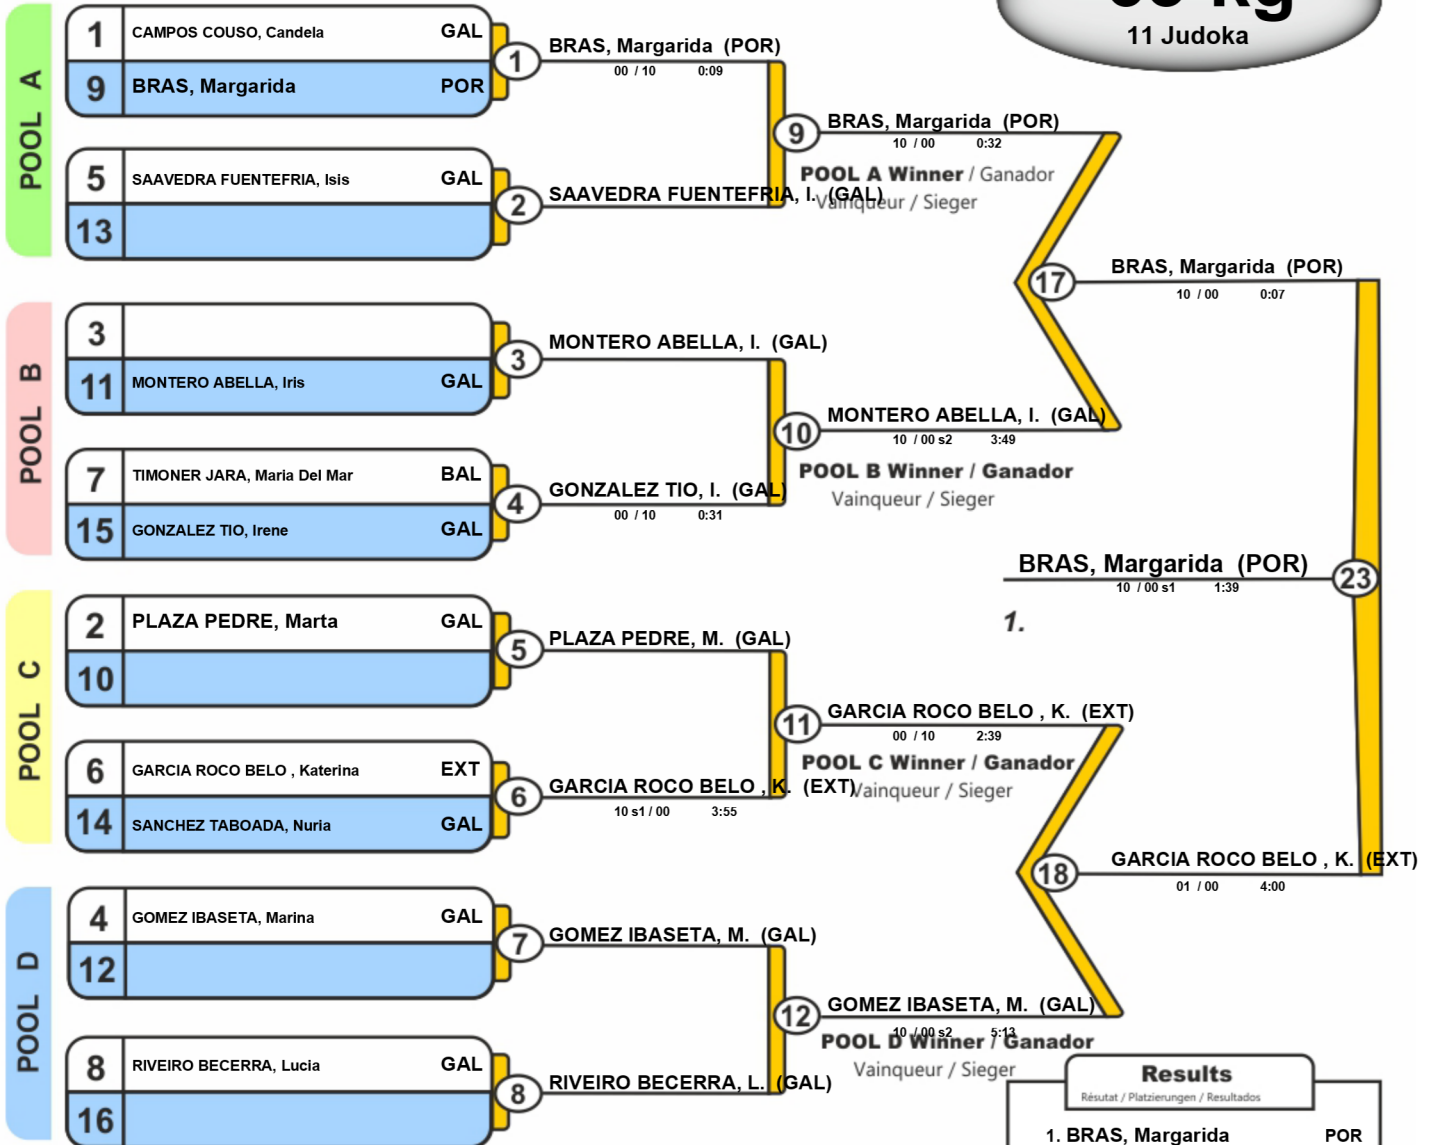 11 Judoka
POOL A
1 CAMPOS COUSO, Candela GAL
9 BRAS, Margarida POR
5 SAAVEDRA FUENTEFRIA, Isis GAL
13
1 BRAS, Margarida (POR)
00 / 10 0:09
2 SAAVEDRA FUENTEFRIA, I. (GAL)
9 BRAS, Margarida (POR)
10 / 00 0:32
POOL A Winner / Ganador
Vainqueur / Sieger
POOL B
3
11 MONTERO ABELLA, Iris GAL
7 TIMONER JARA, Maria Del Mar BAL
15 GONZALEZ TIO, Irene GAL
3 MONTERO ABELLA, I. (GAL)
4 GONZALEZ TIO, I. (GAL)
00 / 10 0:31
10 MONTERO ABELLA, I. (GAL)
10 / 00 s2 3:49
POOL B Winner / Ganador
Vainqueur / Sieger
17 BRAS, Margarida (POR)
10 / 00 0:07
BRAS, Margarida (POR) 23
10 / 00 s1 1:39
1.
POOL C
2 PLAZA PEDRE, Marta GAL
10
6 GARCIA ROCO BELO , Katerina EXT
14 SANCHEZ TABOADA, Nuria GAL
5 PLAZA PEDRE, M. (GAL)
6 GARCIA ROCO BELO , K. (EXT)
10 s1 / 00 3:55
11 GARCIA ROCO BELO , K. (EXT)
00 / 10 2:39
POOL C Winner / Ganador
Vainqueur / Sieger
POOL D
4 GOMEZ IBASETA, Marina GAL
12
8 RIVEIRO BECERRA, Lucia GAL
16
7 GOMEZ IBASETA, M. (GAL)
8 RIVEIRO BECERRA, L. (GAL)
12 GOMEZ IBASETA, M. (GAL)
10 / 00 s2 5:13
POOL D Winner / Ganador
Vainqueur / Sieger
18 GARCIA ROCO BELO , K. (EXT)
01 / 00 4:00
Results
Résutat / Platzierungen / Resultados
1. BRAS, Margarida POR